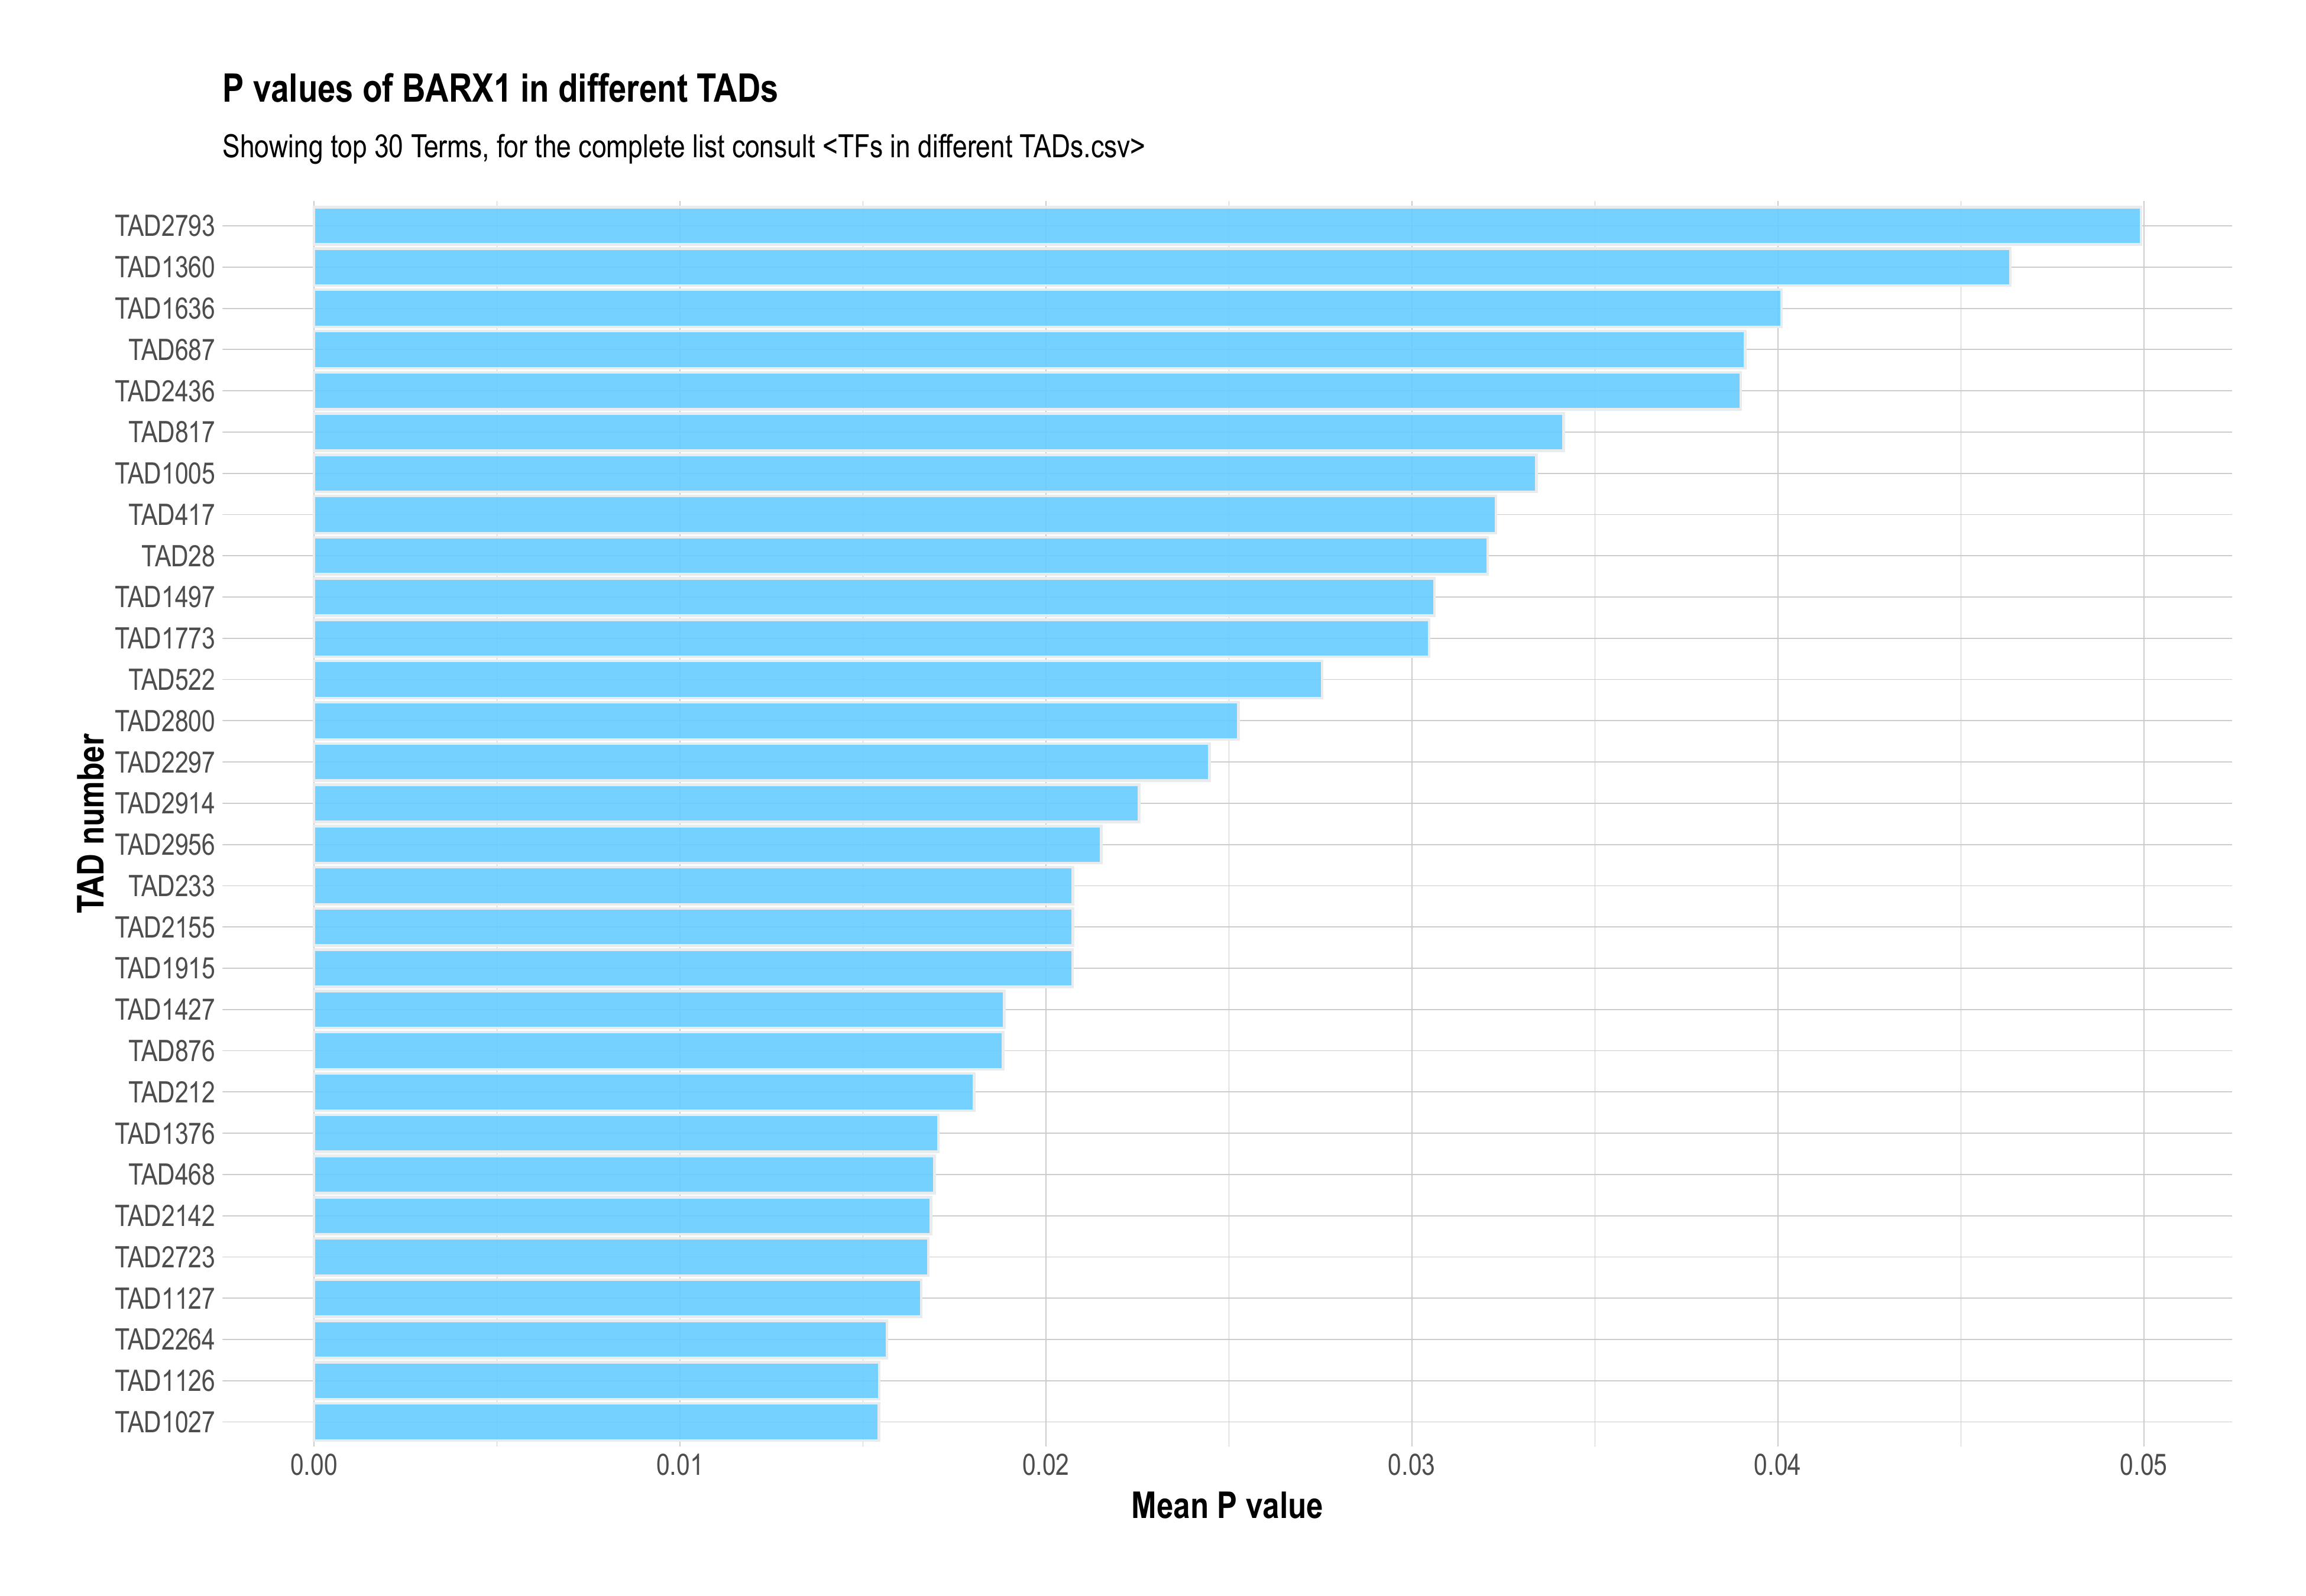 P values of BARX1 in different TADs
Showing top 30 Terms, for the complete list consult <TFs in different TADs.csv>
TAD number
TAD2793
TAD1360
TAD1636
TAD687
TAD2436
TAD817
TAD1005
TAD417
TAD28
TAD1497
TAD1773
TAD522
TAD2800
TAD2297
TAD2914
TAD2956
TAD233
TAD2155
TAD1915
TAD1427
TAD876
TAD212
TAD1376
TAD468
TAD2142
TAD2723
TAD1127
TAD2264
TAD1126
TAD1027
0.00 0.01 0.02 0.03 0.04 0.05
Mean P value